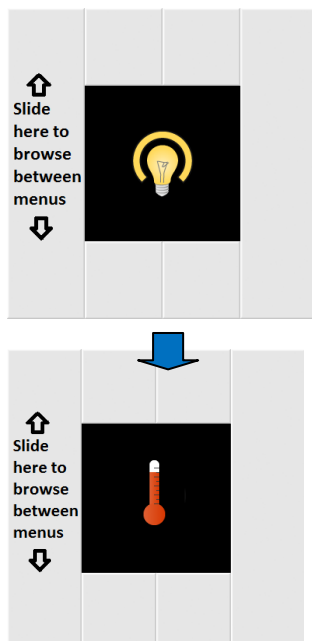 Slide
here to
browse
between
menus
Slide
here to
browse
between
menus